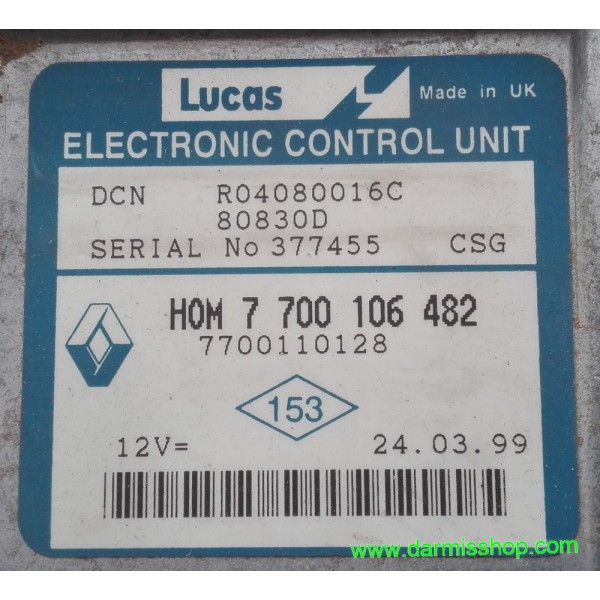 Lucas Made in UK
ELECTRONIC CONTROL UNIT
DCN R04080016C
80830D
SERIAL No 377455 CSG
HOM 7 700 106 482
7700110128
153
12V= 24.03.99
www.darmisshop.com